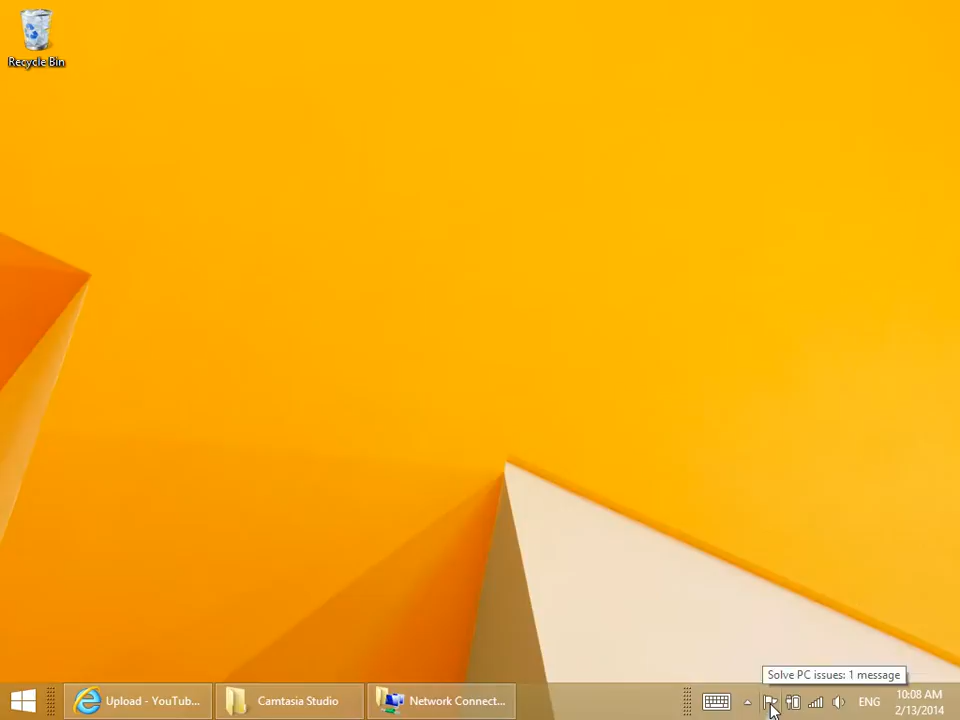 Recycle Bin
Solve PC issues: 1 message
Upload - YouTub...
Camtasia Studio
Network Connect...
ENG
10:08 AM
2/13/2014